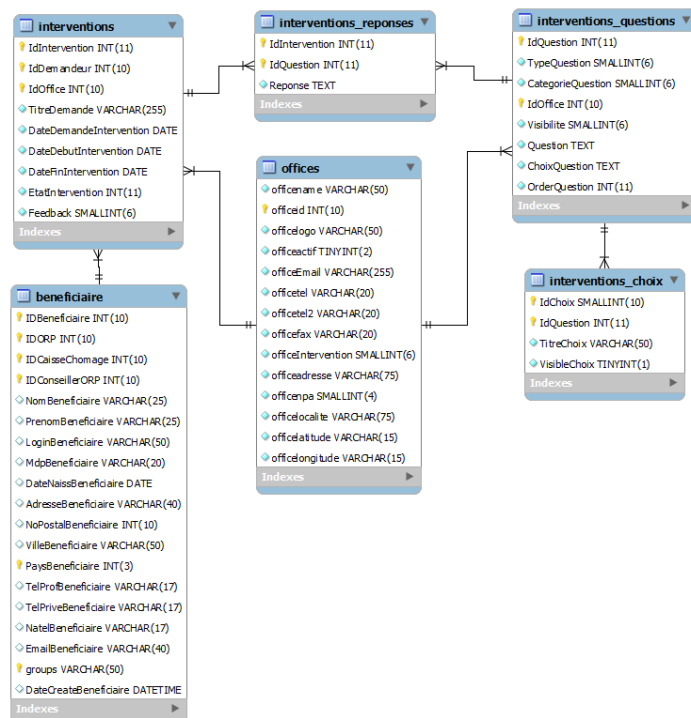 interventions
IdIntervention INT(11)
IdDemandeur INT(10)
IdOffice INT(10)
TitreDemande VARCHAR(255)
DateDemandeIntervention DATE
DateDebutIntervention DATE
DateFinIntervention DATE
EtatIntervention INT(11)
Feedback SMALLINT(6)
Indexes
interventions_reponses
IdIntervention INT(11)
IdQuestion INT(11)
Reponse TEXT
Indexes
interventions_questions
IdQuestion INT(11)
TypeQuestion SMALLINT(6)
CategorieQuestion SMALLINT(6)
IdOffice INT(10)
Visibilite SMALLINT(6)
Question TEXT
ChoixQuestion TEXT
OrderQuestion INT(11)
Indexes
offices
officename VARCHAR(50)
officeid INT(10)
officelogo VARCHAR(50)
officeactif TINYINT(2)
officeEmail VARCHAR(255)
officetel VARCHAR(20)
officetel2 VARCHAR(20)
officefax VARCHAR(20)
officeIntervention SMALLINT(6)
officeadresse VARCHAR(75)
officenpa SMALLINT(4)
officelocalite VARCHAR(75)
officelatitude VARCHAR(15)
officelongitude VARCHAR(15)
Indexes
interventions_choix
IdChoix SMALLINT(10)
IdQuestion INT(11)
TitreChoix VARCHAR(50)
VisibleChoix TINYINT(1)
Indexes
beneficiaire
IDBeneficiaire INT(10)
IDORP INT(10)
IDCaisseChomage INT(10)
IDConseillerORP INT(10)
NomBeneficiaire VARCHAR(25)
PrenomBeneficiaire VARCHAR(25)
LoginBeneficiaire VARCHAR(50)
MdpBeneficiaire VARCHAR(20)
DateNaissBeneficiaire DATE
AdresseBeneficiaire VARCHAR(40)
NoPostalBeneficiaire INT(10)
VilleBeneficiaire VARCHAR(50)
PaysBeneficiaire INT(3)
TelProfBeneficiaire VARCHAR(17)
TelPriveBeneficiaire VARCHAR(17)
NatelBeneficiaire VARCHAR(17)
EmailBeneficiaire VARCHAR(40)
groups VARCHAR(50)
DateCreateBeneficiaire DATETIME
Indexes